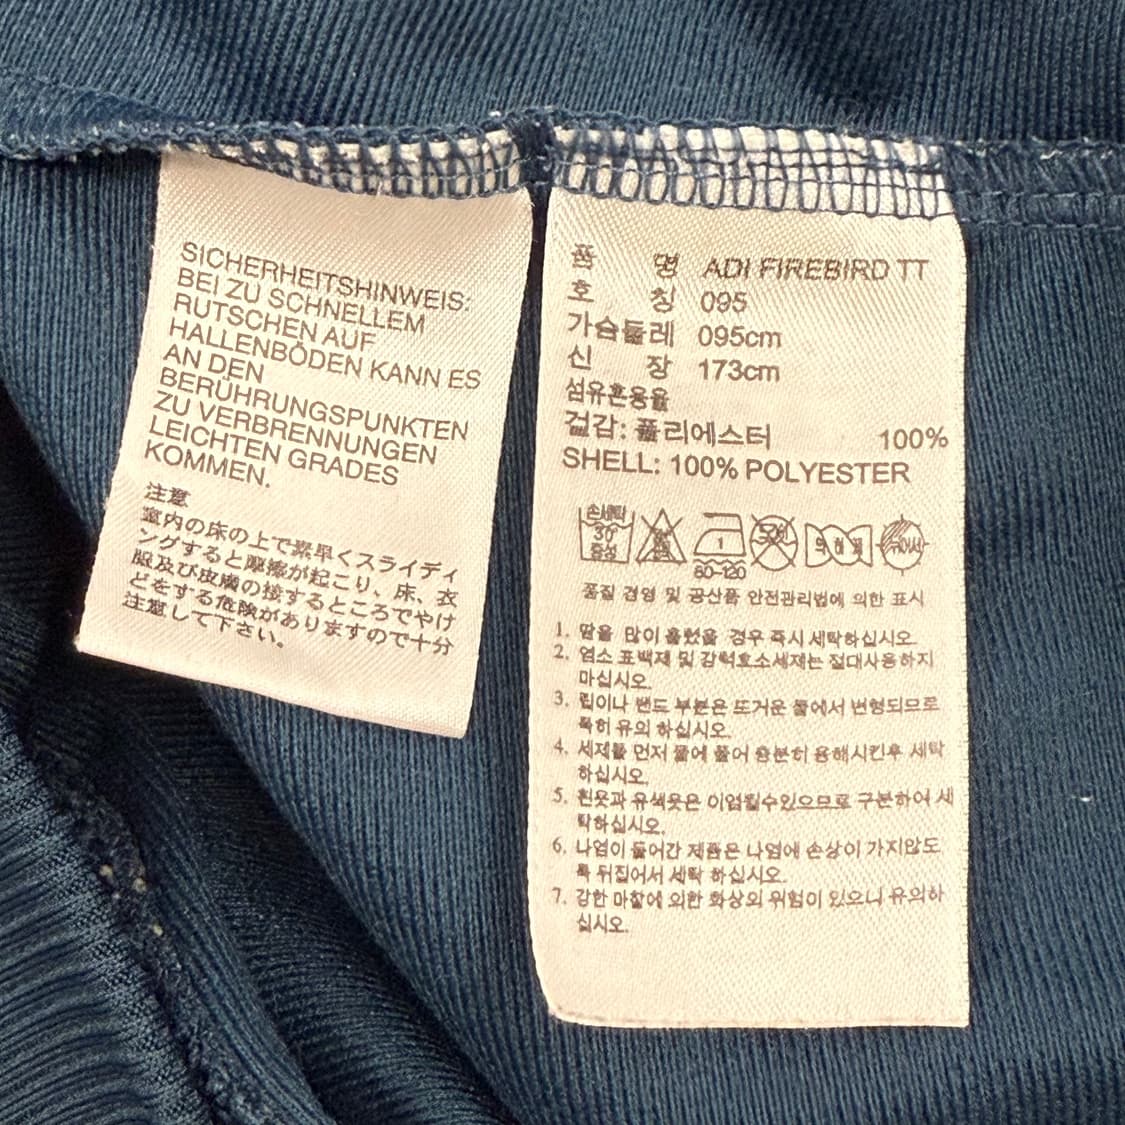 SICHERHEITSHINWEIS:
BEI ZU SCHNELLEM
RUTSCHEN AUF
HALLENBÖDEN KANN ES
AN DEN
BERÜHRUNGSPUNKTEN
ZU VERBRENNUNGEN
LEICHTEN GRADES
KOMMEN.
注意
室内の床の上で素早くスライディ
ングすると摩擦が起こり、床、衣
服及び皮膚の接するところでやけ
どをする危険がありますので十分
注意して下さい。
품 명 ADI FIREBIRD TT
호 칭 095
가슴둘레 095cm
신 장 173cm
섬유혼용율
겉감: 폴리에스터 100%
SHELL: 100% POLYESTER
손세탁
30°
중성
1
80-120
드라이
약하게
품질 경영 및 공산품 안전관리법에 의한 표시
1. 땀을 많이 흘렸을 경우 즉시 세탁하십시오.
2. 염소 표백제 및 강력효소세제는 절대사용하지
마십시오.
3. 립이나 밴드 부분은 뜨거운 물에서 변형되므로
특히 유의 하십시오.
4. 세제를 먼저 물에 풀어 충분히 용해시킨후 세탁
하십시오.
5. 흰옷과 유색옷은 이염될수있으므로 구분하여 세
탁하십시오.
6. 나염이 들어간 제품은 나염에 손상이 가지않도
록 뒤집어서 세탁 하십시오.
7. 강한 마찰에 의한 화상의 위험이 있으니 유의하
십시오.